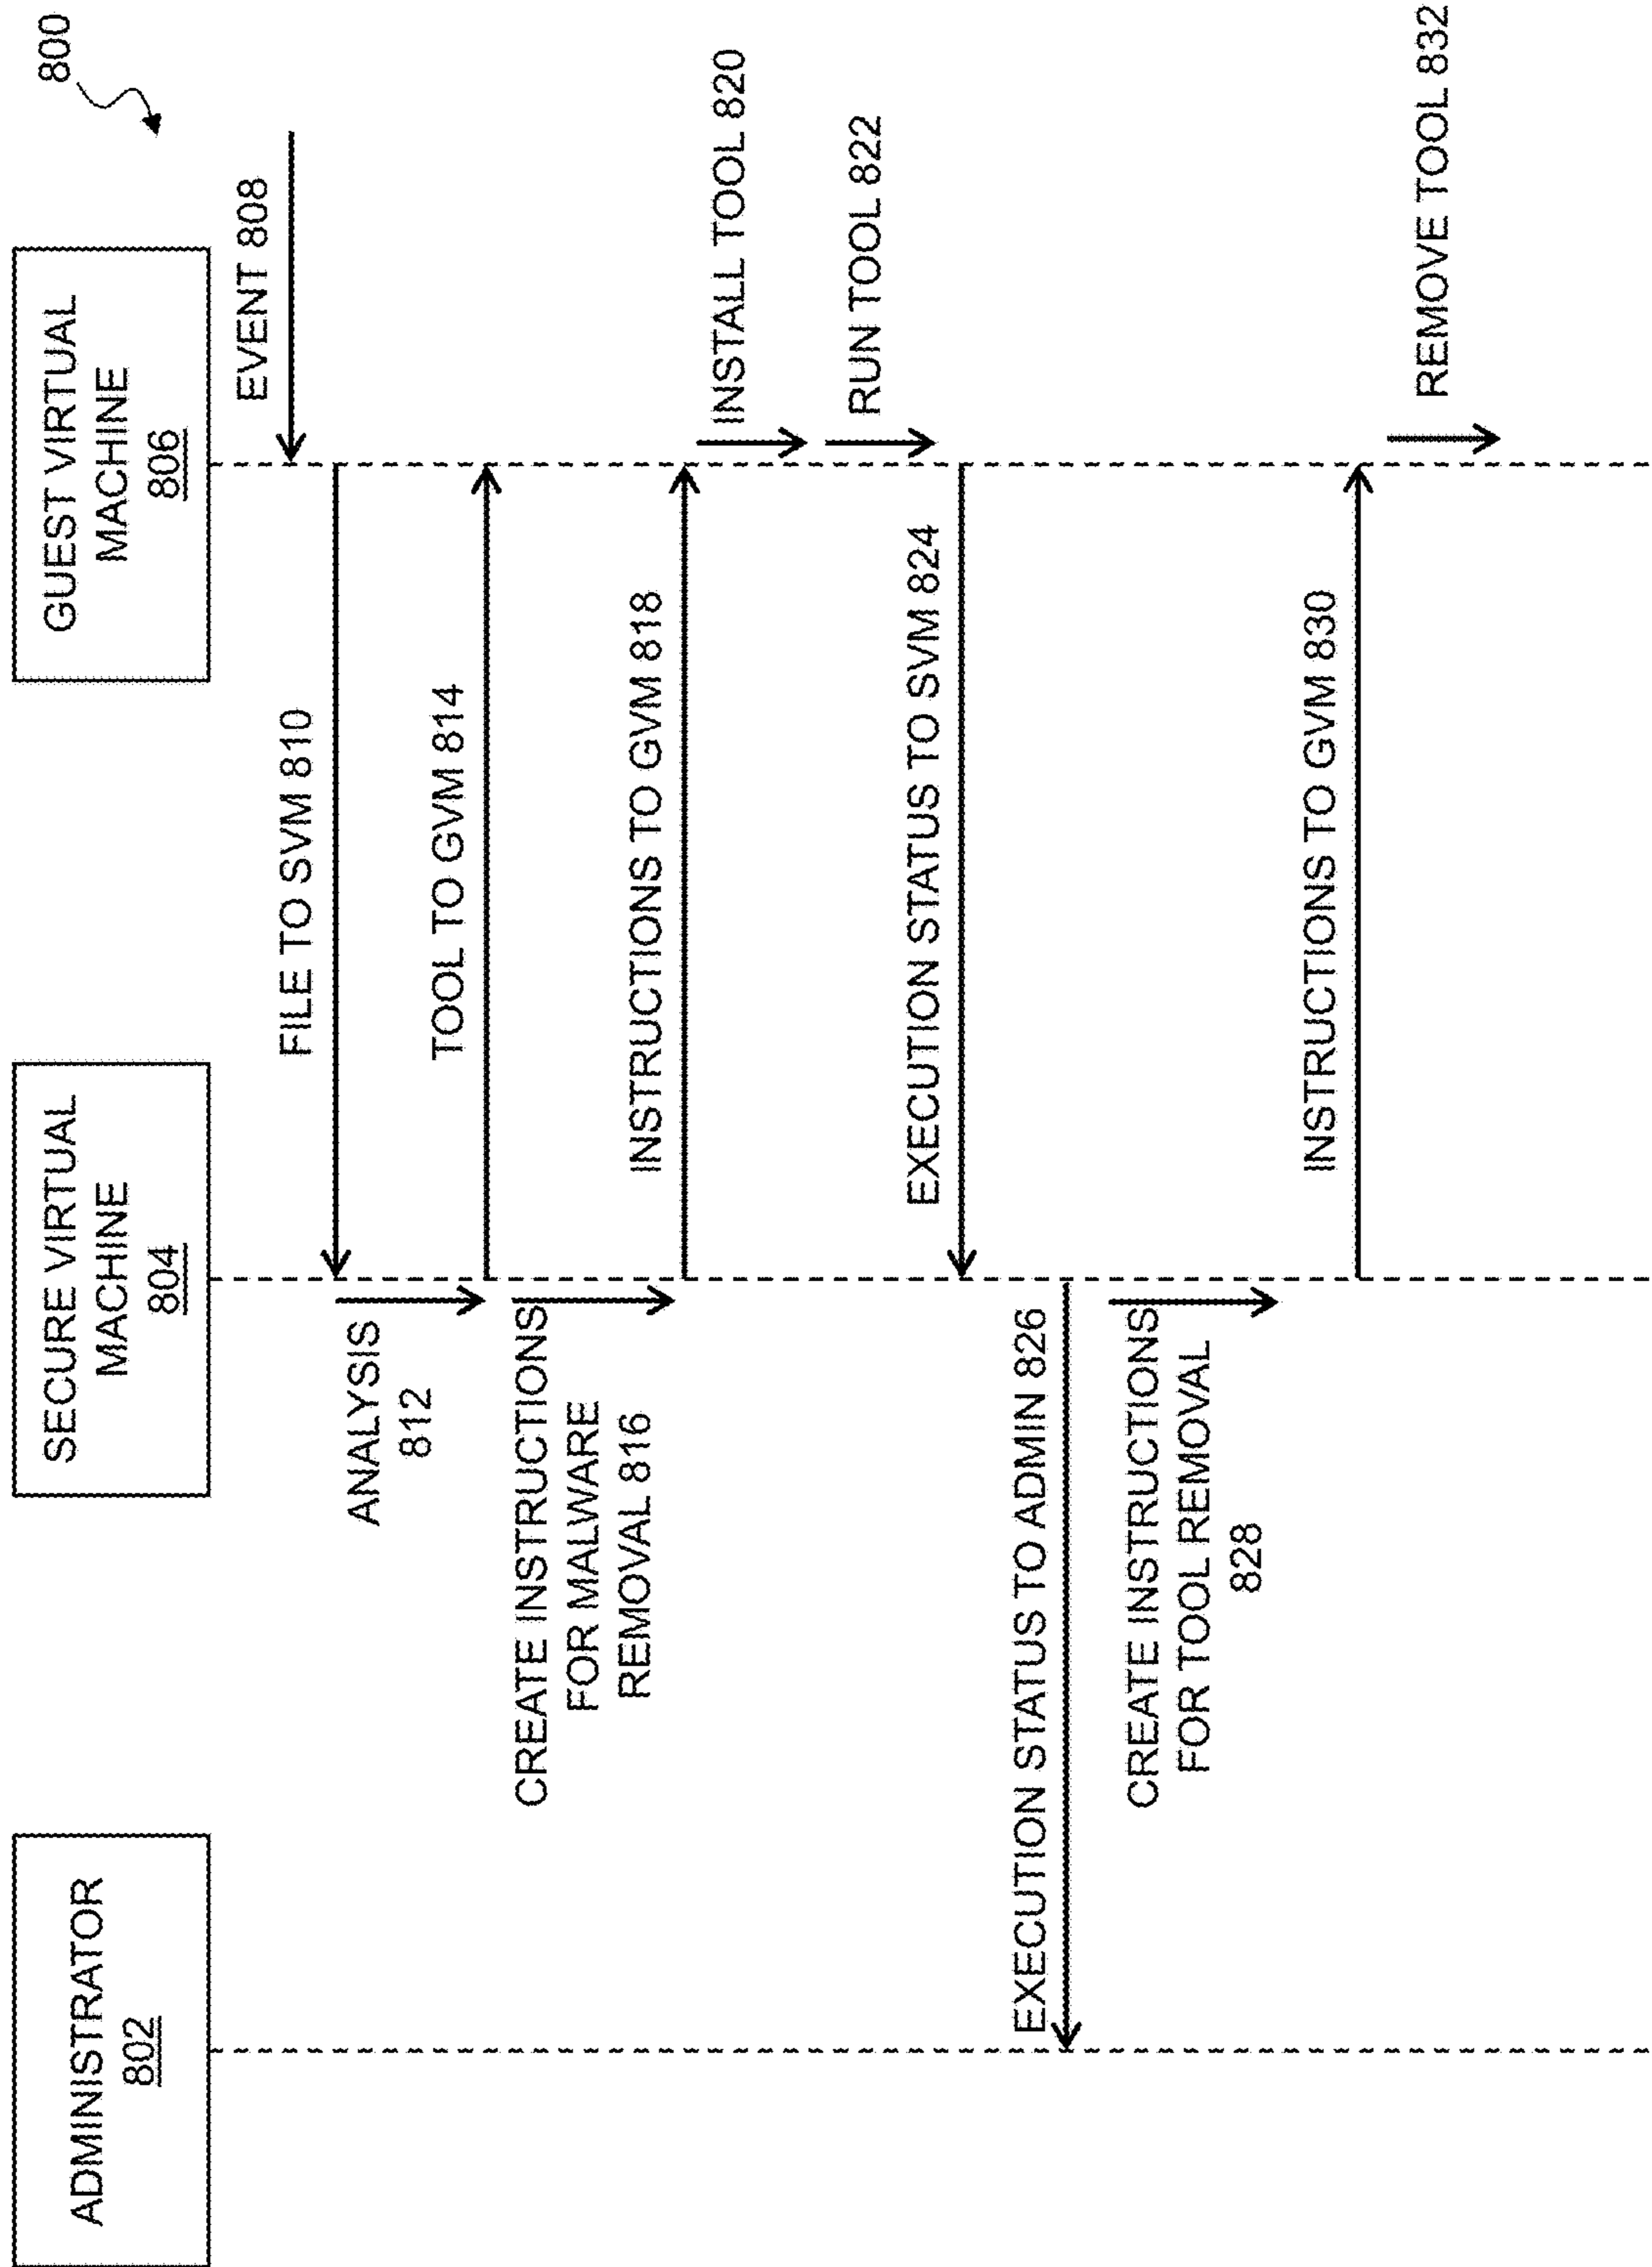 800
ADMINISTRATOR
802
SECURE VIRTUAL
MACHINE
804
GUEST VIRTUAL
MACHINE
806
EVENT 808
FILE TO SVM 810
ANALYSIS
812
TOOL TO GVM 814
CREATE INSTRUCTIONS
FOR MALWARE
REMOVAL 816
INSTRUCTIONS TO GVM 818
INSTALL TOOL 820
RUN TOOL 822
EXECUTION STATUS TO SVM 824
EXECUTION STATUS TO ADMIN 826
CREATE INSTRUCTIONS
FOR TOOL REMOVAL
828
INSTRUCTIONS TO GVM 830
REMOVE TOOL 832